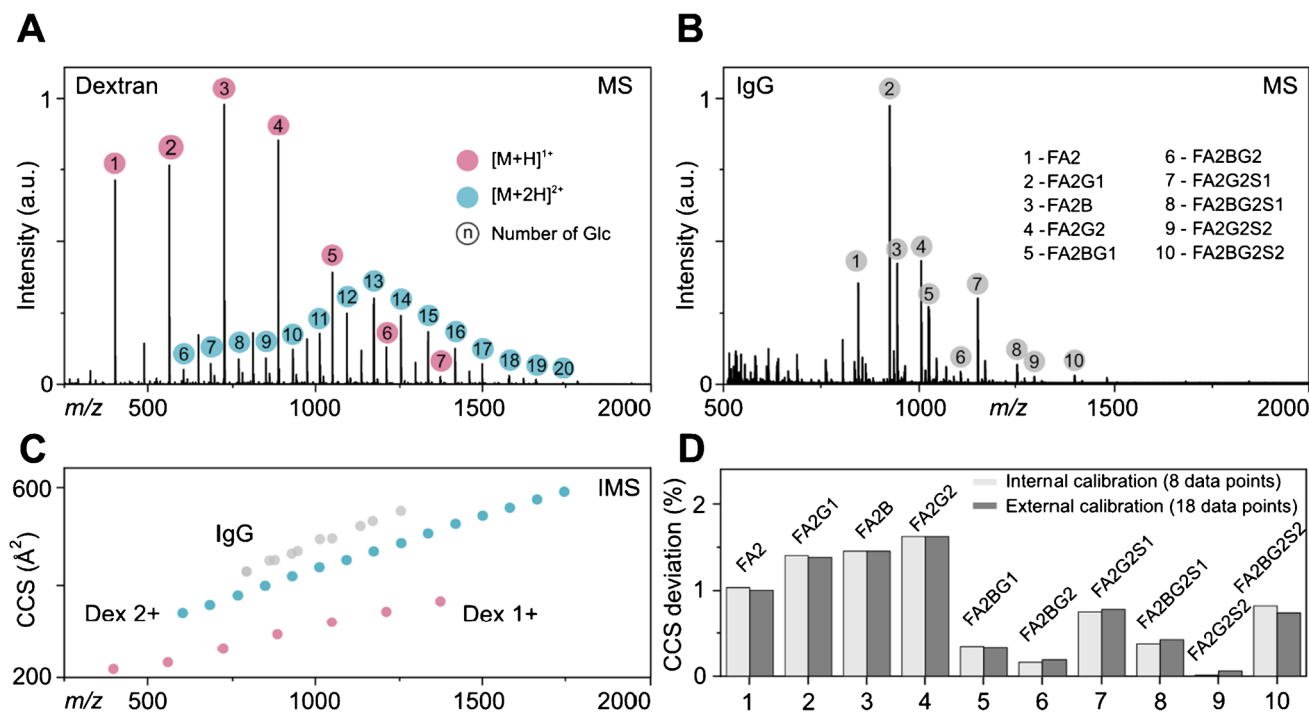 A
Dextran
MS
1
Intensity (a.u.)
0
1
2
3
4
5
6
7
6
7
8
9
10
11
12
13
14
15
16
17
18
19
20
[M+H]¹⁺
[M+2H]²⁺
n Number of Glc
m/z 500 1000 1500 2000
B
IgG
MS
1
Intensity (a.u.)
0
1
2
3
4
5
6
7
8
9
10
1 - FA2
2 - FA2G1
3 - FA2B
4 - FA2G2
5 - FA2BG1
6 - FA2BG2
7 - FA2G2S1
8 - FA2BG2S1
9 - FA2G2S2
10 - FA2BG2S2
500 1000 m/z 1500 2000
C
600
CCS (Å²)
200
IMS
IgG
Dex 2+
Dex 1+
m/z 500 1000 1500 2000
D
2
CCS deviation (%)
1
0
Internal calibration (8 data points)
External calibration (18 data points)
FA2
FA2G1
FA2B
FA2G2
FA2BG1
FA2BG2
FA2G2S1
FA2BG2S1
FA2G2S2
FA2BG2S2
1 2 3 4 5 6 7 8 9 10